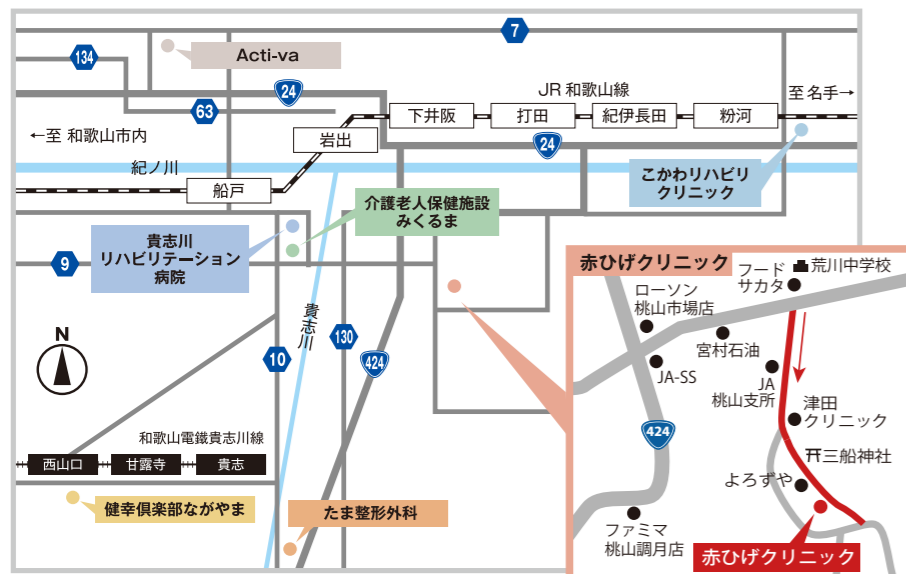 7
134
Acti-va
24
JR和歌山線
至 名手→
63
下井阪
打田
紀伊長田
粉河
←至 和歌山市内
岩出
24
紀ノ川
船戸
こかわリハビリ
クリニック
介護老人保健施設
みくるま
貴志川
リハビリテーション
病院
9
赤ひげクリニック
フード
サカタ
荒川中学校
ローソン
桃山市場店
宮村石油
JA-SS
JA
桃山支所
津田
クリニック
424
三船神社
よろずや
ファミマ
桃山調月店
赤ひげクリニック
貴志川
N
10
130
424
和歌山電鐵貴志川線
西山口
甘露寺
貴志
健幸倶楽部ながやま
たま整形外科